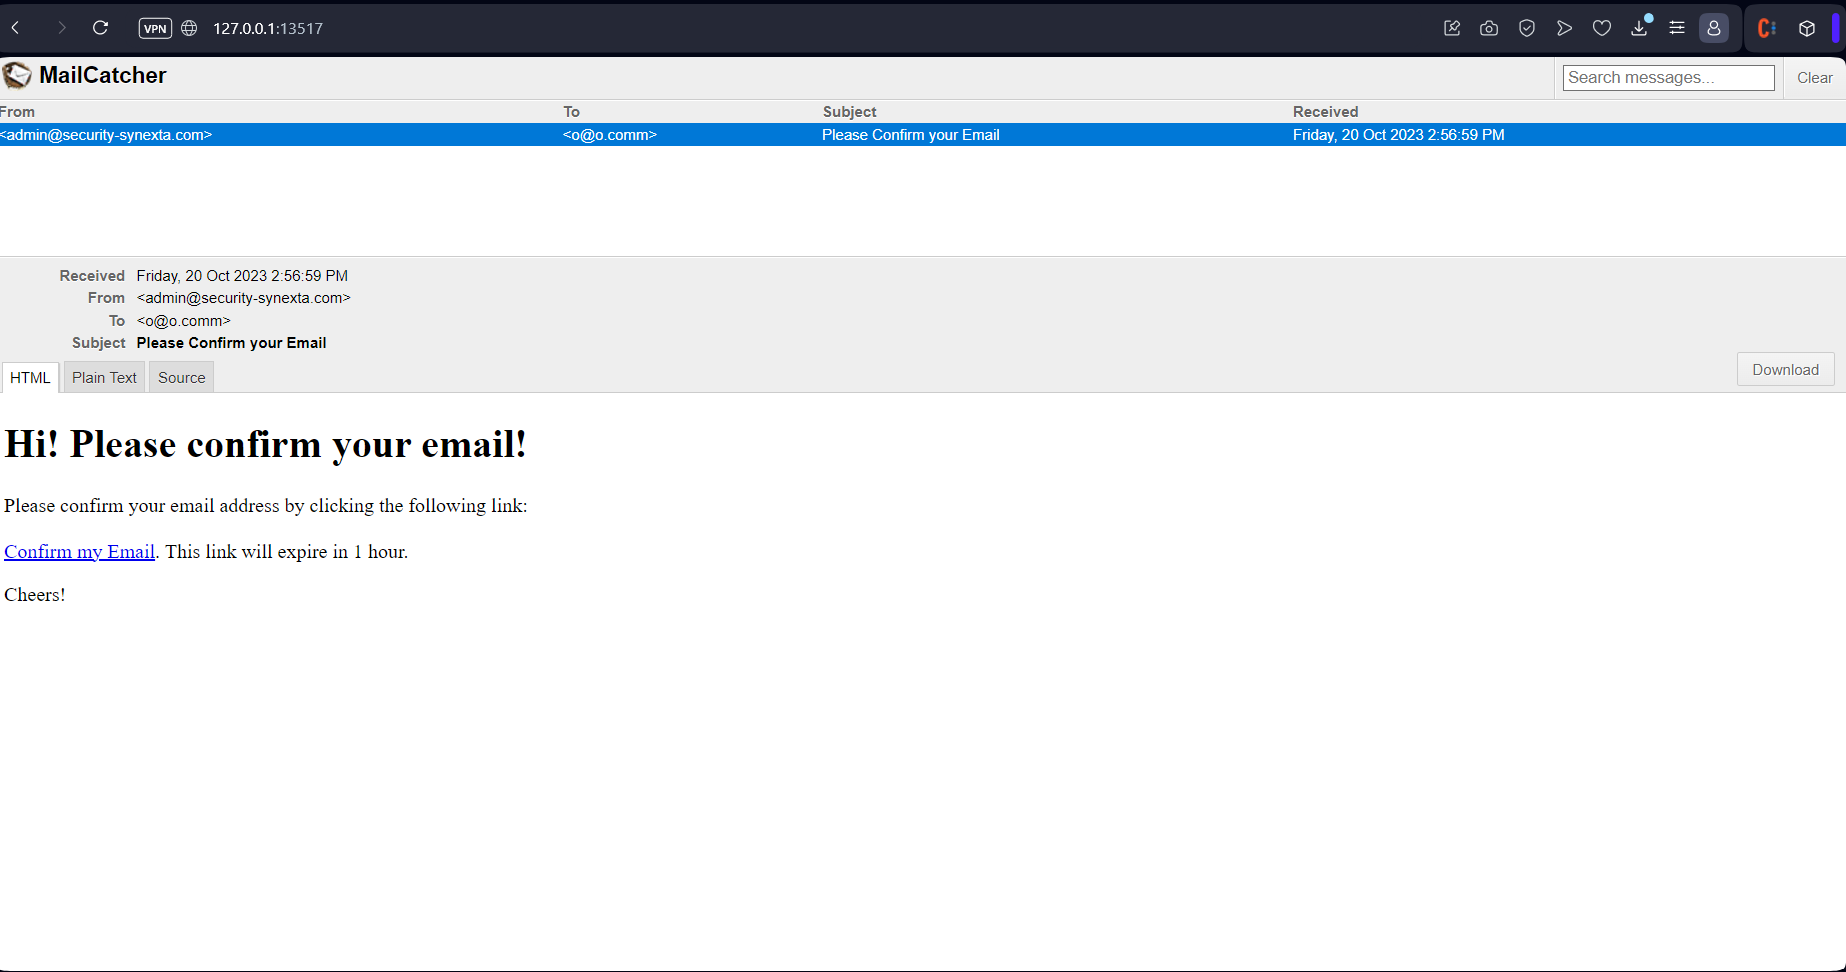 VPN 127.0.0.1:13517
MailCatcher Search messages... Clear
From To Subject Received
<admin@security-synexta.com> <o@o.comm> Please Confirm your Email Friday, 20 Oct 2023 2:56:59 PM
Received Friday, 20 Oct 2023 2:56:59 PM
From <admin@security-synexta.com>
To <o@o.comm>
Subject Please Confirm your Email
HTML Plain Text Source Download
Hi! Please confirm your email!
Please confirm your email address by clicking the following link:
Confirm my Email. This link will expire in 1 hour.
Cheers!